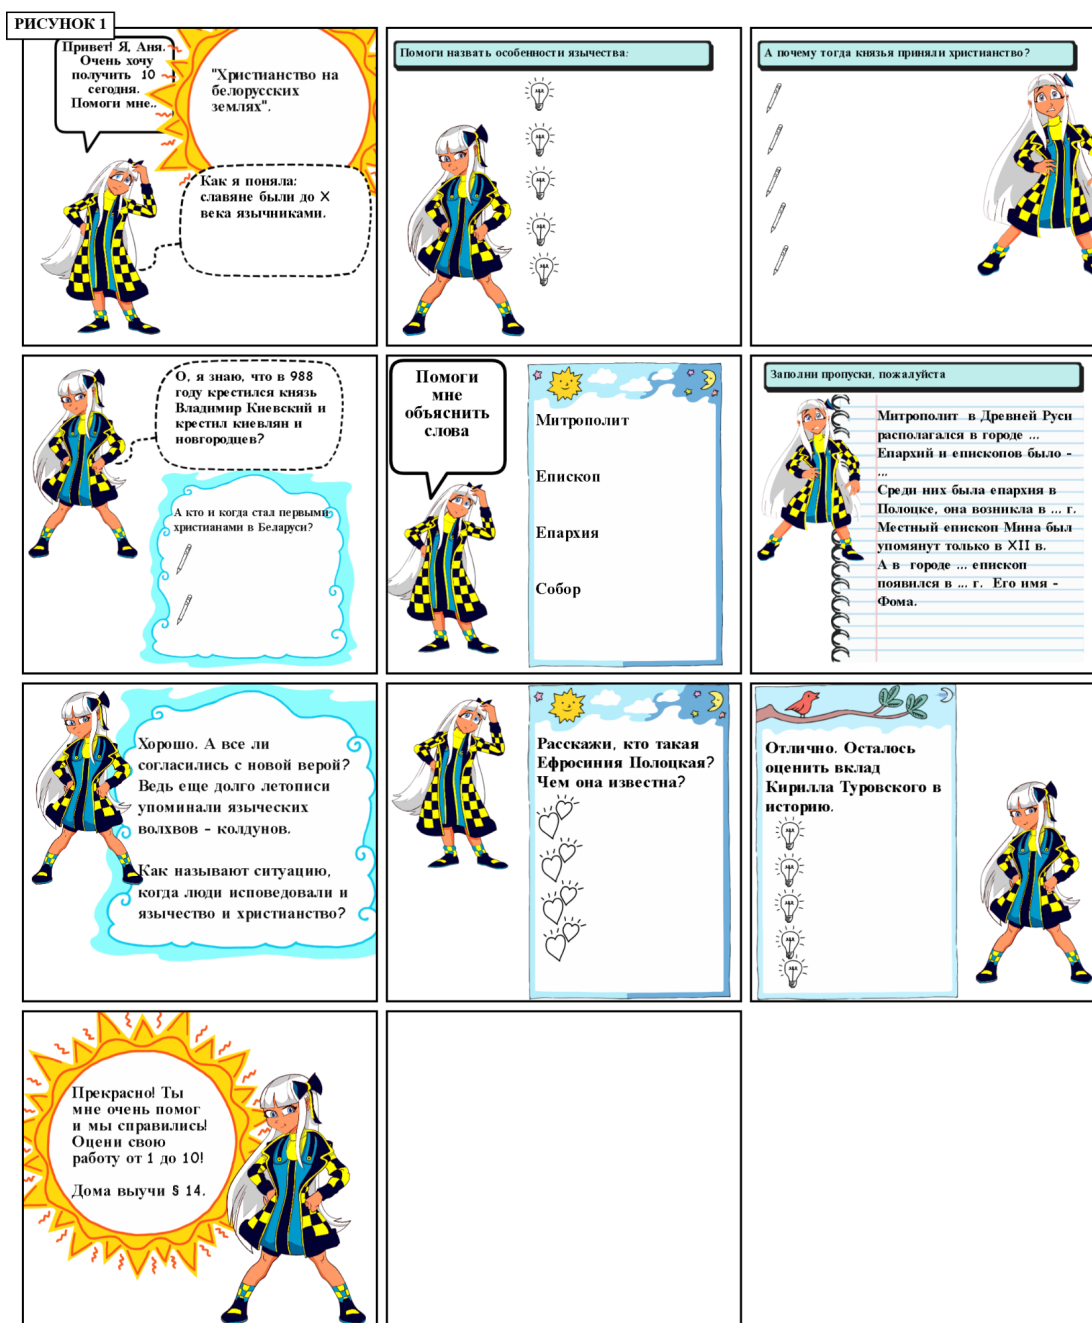 РИСУНОК 1
Привет! Я, Аня.
Очень хочу
получить 10
сегодня.
Помоги мне..
"Христианство на
белорусских
землях".
Как я поняла:
славяне были до X
века язычниками.
Помоги назвать особенности язычества:
А почему тогда князья приняли христианство?
О, я знаю, что в 988
году крестился князь
Владимир Киевский и
крестил киевлян и
новгородцев?
А кто и когда стал первыми
христианами в Беларуси?
Помоги
мне
объяснить
слова
Митрополит
Епископ
Епархия
Собор
Заполни пропуски, пожалуйста
Митрополит в Древней Руси
располагался в городе ...
Епархий и епископов было -
...
Среди них была епархия в
Полоцке, она возникла в ... г.
Местный епископ Мина был
упомянут только в XII в.
А в городе ... епископ
появился в ... г. Его имя -
Фома.
Хорошо. А все ли
согласились с новой верой?
Ведь еще долго летописи
упоминали языческих
волхвов - колдунов.
Как называют ситуацию,
когда люди исповедовали и
язычество и христианство?
Расскажи, кто такая
Ефросиния Полоцкая?
Чем она известна?
Отлично. Осталось
оценить вклад
Кирилла Туровского в
историю.
Прекрасно! Ты
мне очень помог
и мы справились!
Оцени свою
работу от 1 до 10!
Дома выучи § 14.